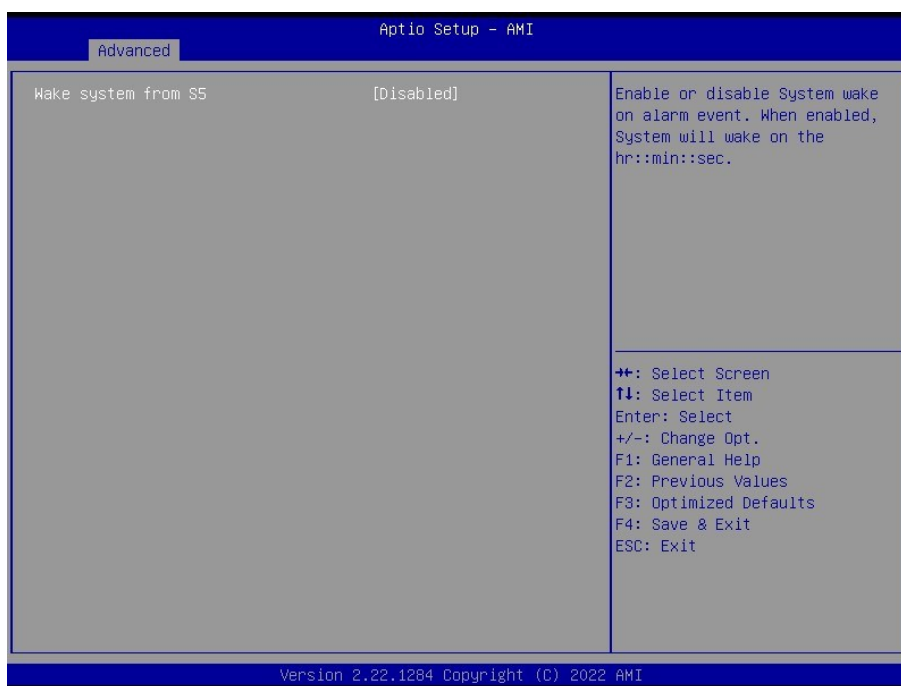 Aptio Setup – AMI
Advanced
Wake system from S5 [Disabled]
Enable or disable System wake
on alarm event. When enabled,
System will wake on the
hr::min::sec.
→←: Select Screen
↑↓: Select Item
Enter: Select
+/-: Change Opt.
F1: General Help
F2: Previous Values
F3: Optimized Defaults
F4: Save & Exit
ESC: Exit
Version 2.22.1284 Copyright (C) 2022 AMI